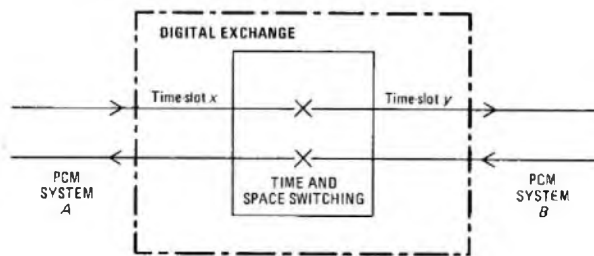 DIGITAL EXCHANGE
Time-slot x
Time-slot y
TIME AND
SPACE SWITCHING
PCM
SYSTEM
A
PCM
SYSTEM
B